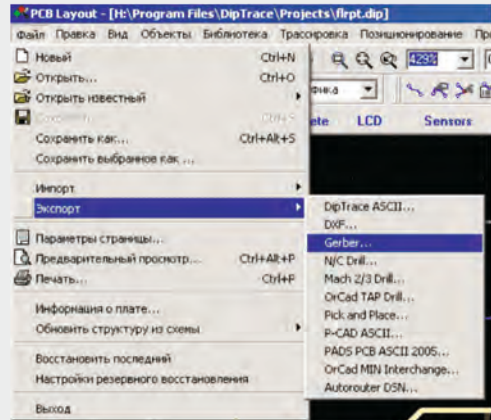 PCB Layout - [H:\Program Files\DipTrace\Projects\flrpt.dip]
Файл Правка Вид Объекты Библиотека Трассировка Позиционирование
Новый Ctrl+N
429%
Открыть... Ctrl+O
Открыть известный
Сохранить Ctrl+S
LCD Sensors
Сохранить как... Ctrl+Alt+S
Сохранить выбранное как ...
Импорт
Экспорт
DipTrace ASCII...
DXF...
Параметры страницы...
Gerber...
Предварительный просмотр... Ctrl+Alt+P
N/C Drill...
Печать... Ctrl+P
Mach 2/3 Drill...
OrCad TAP Drill...
Информация о плате...
Pick and Place...
Обновить структуру из схемы
P-CAD ASCII...
PADS PCB ASCII 2005...
Восстановить последний
OrCad MIN Interchange...
Настройки резервного восстановления
Autorouter DSN...
Выход